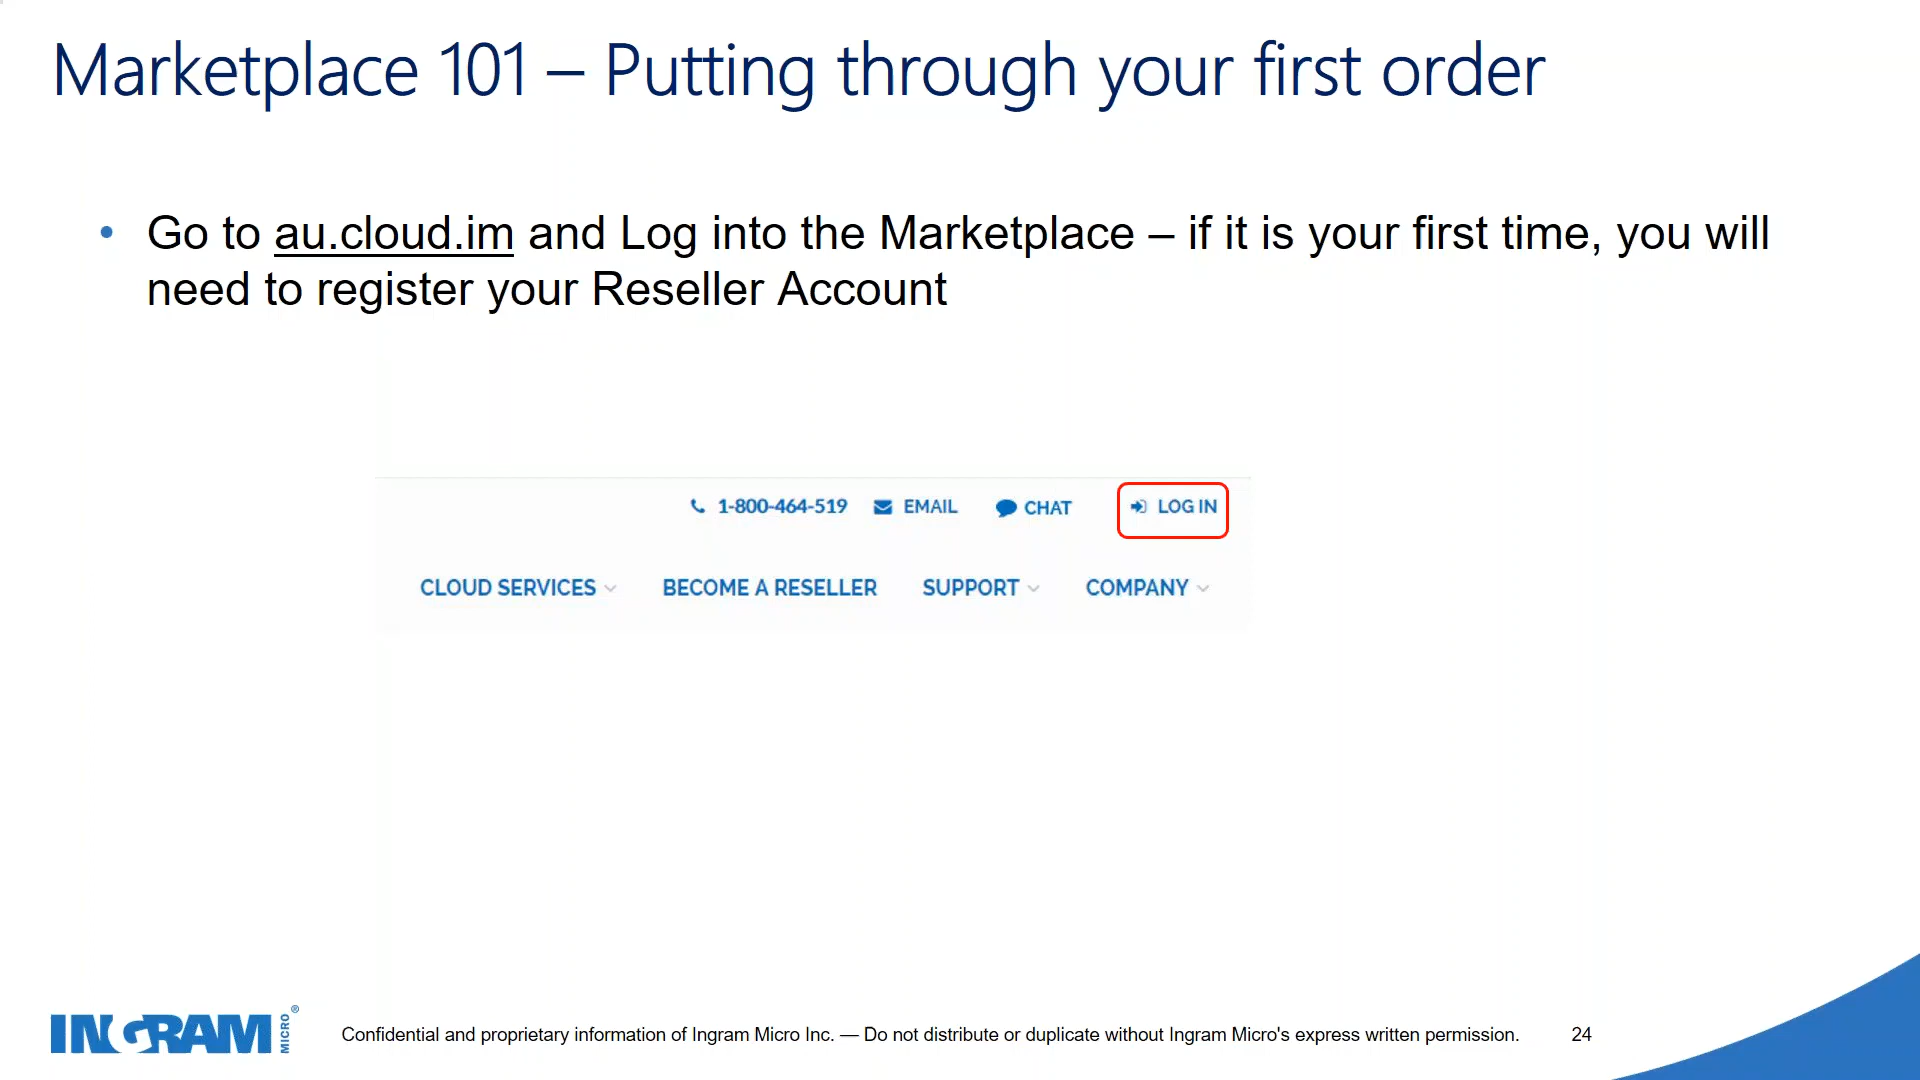 Marketplace 101 – Putting through your first order
• Go to au.cloud.im and Log into the Marketplace – if it is your first time, you will
need to register your Reseller Account
1-800-464-519 EMAIL CHAT LOG IN
CLOUD SERVICES BECOME A RESELLER SUPPORT COMPANY
INGRAM MICRO® Confidential and proprietary information of Ingram Micro Inc. — Do not distribute or duplicate without Ingram Micro's express written permission. 24